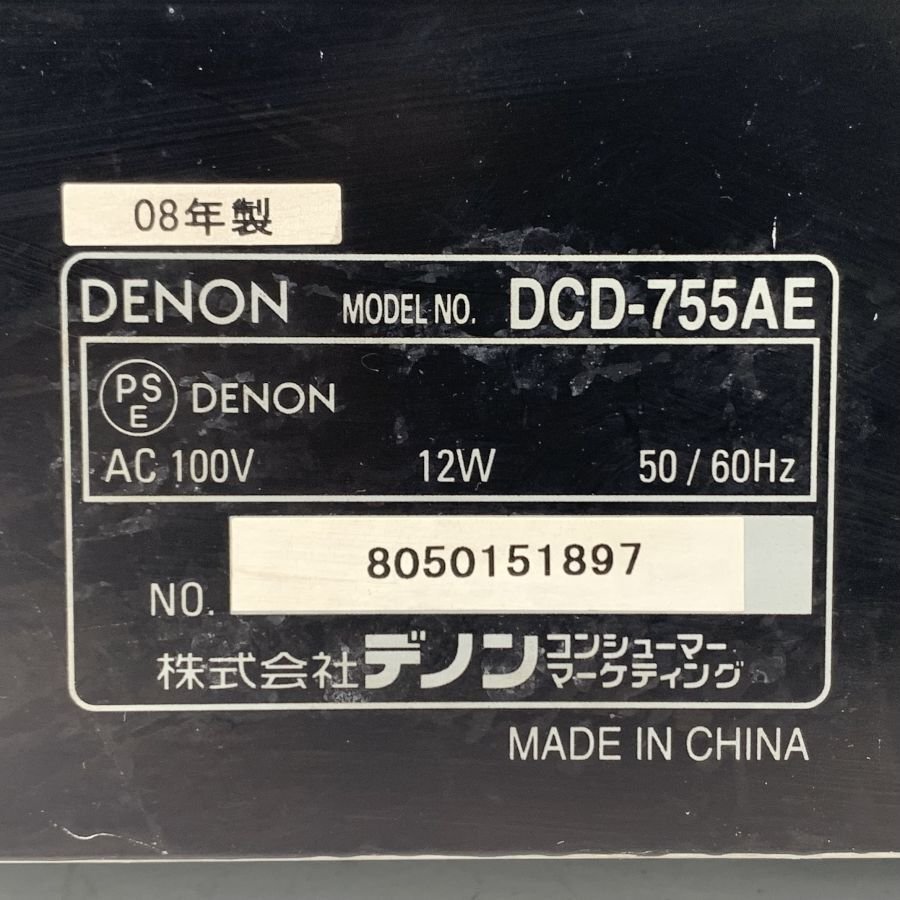 08年製
DENON MODEL NO. DCD-755AE
PS
E
DENON
AC 100V 12W 50 / 60Hz
NO. 8050151897
株式会社デノン コンシューマー
マーケティング
MADE IN CHINA